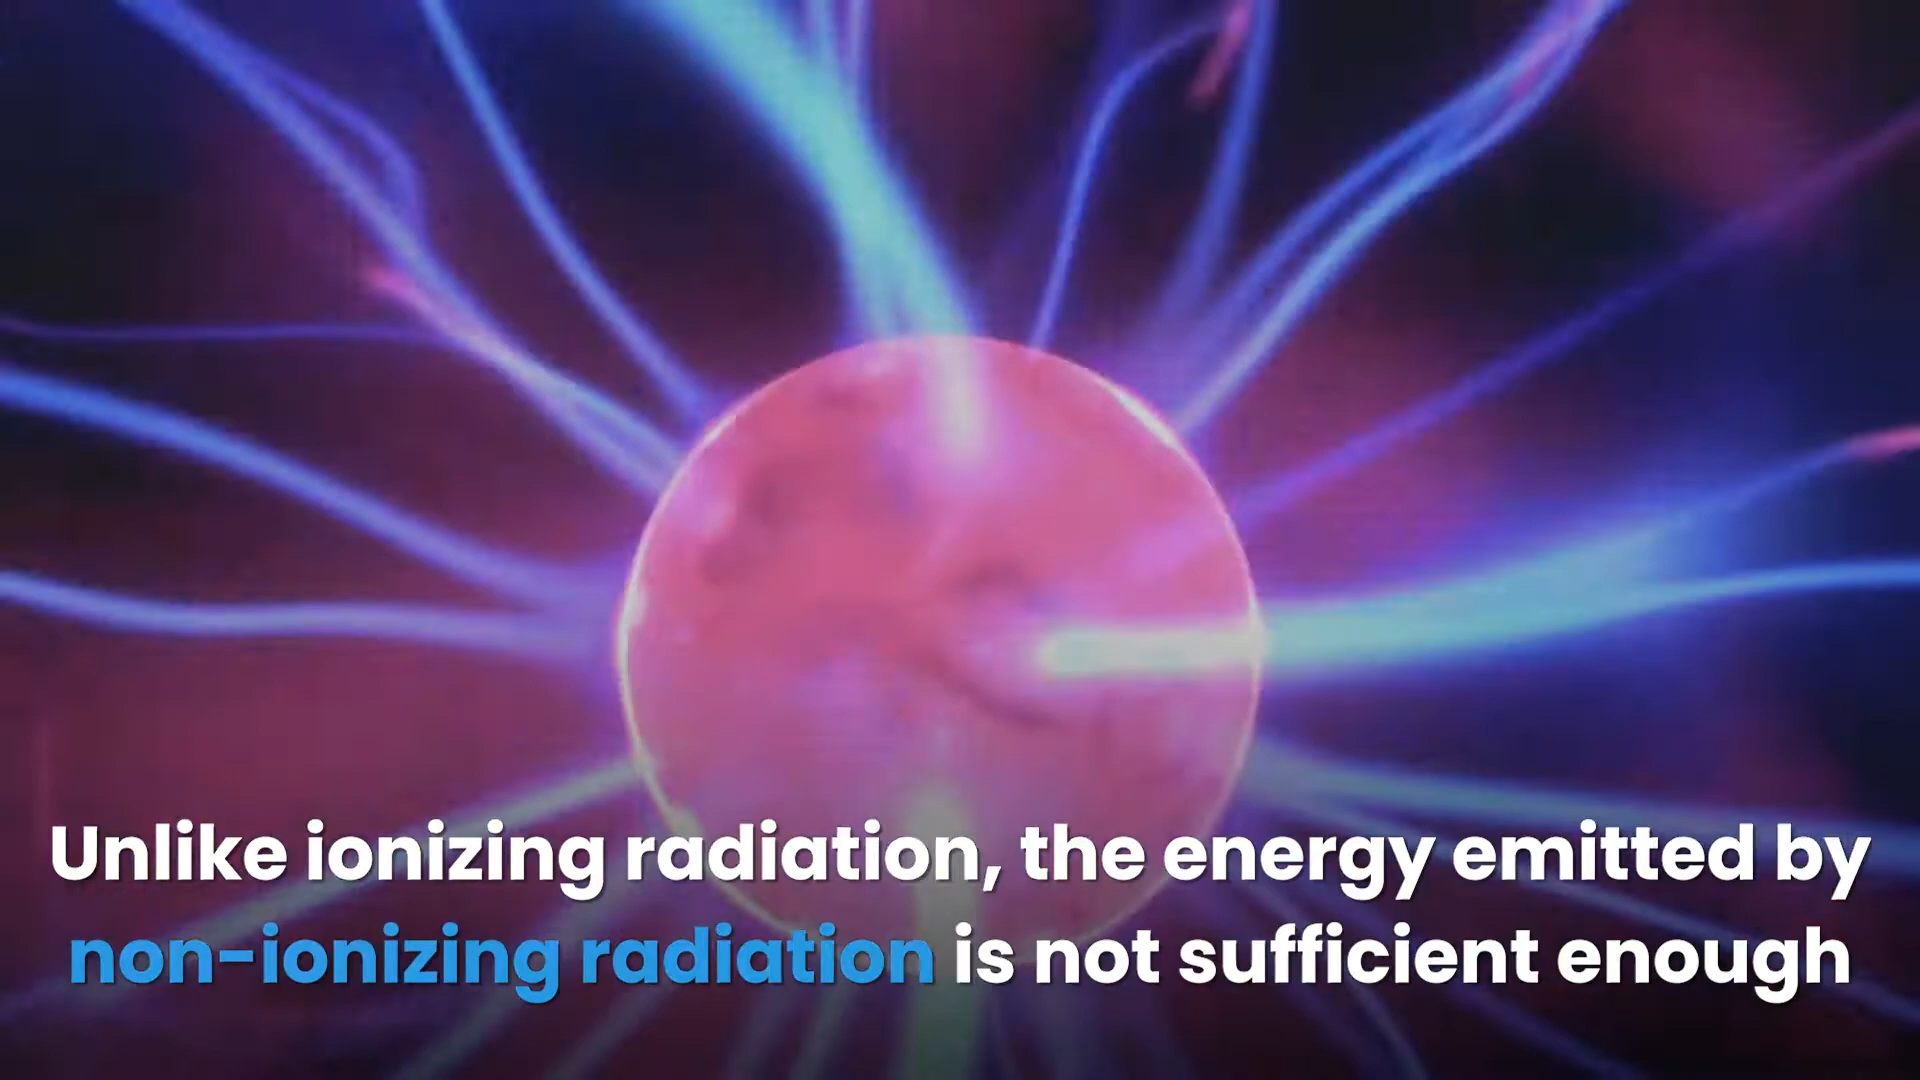 Unlike ionizing radiation, the energy emitted by
non-ionizing radiation is not sufficient enough